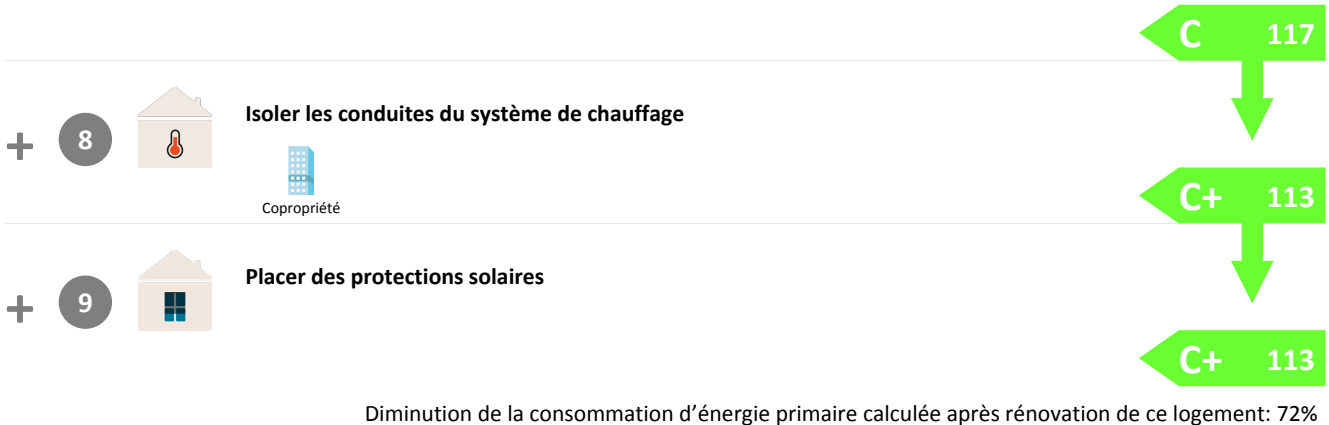 C 117
+ 8 Isoler les conduites du système de chauffage
Copropriété
C+ 113
+ 9 Placer des protections solaires
C+ 113
Diminution de la consommation d’énergie primaire calculée après rénovation de ce logement: 72%